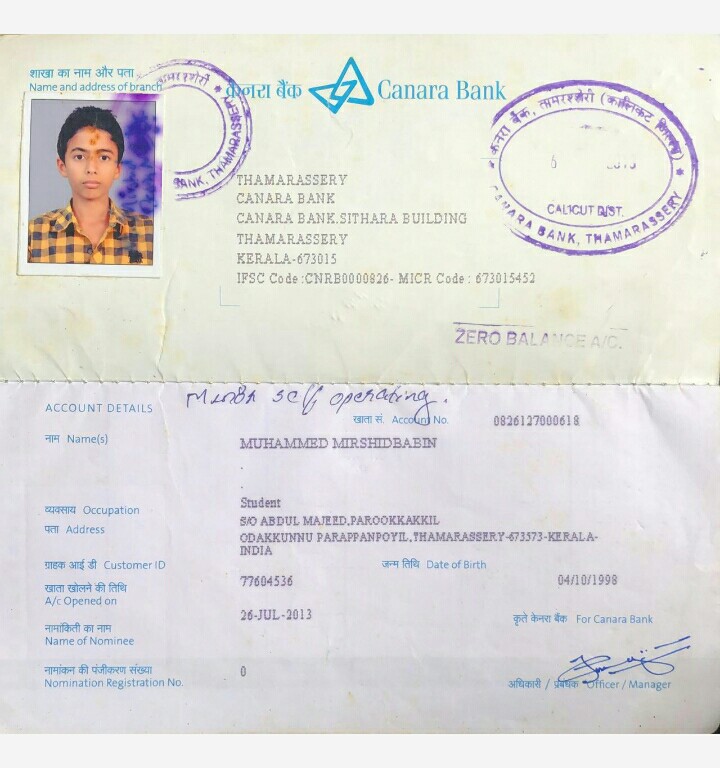 शाखा का नाम और पता
Name and address of branch
केनरा बैंक Canara Bank
BANK, THAMARASSERY
केनरा बैंक, तामरश्शेरी
CALICUT DIST.
CANARA BANK, THAMARASSERY
THAMARASSERY
CANARA BANK
CANARA BANK.SITHARA BUILDING
THAMARASSERY
KERALA-673015
IFSC Code :CNRB0000826- MICR Code : 673015452
ZERO BALANCE A/C.
ACCOUNT DETAILS
Minor self operating.
खाता सं. Account No. 0826127000618
नाम Name(s) MUHAMMED MIRSHIDBABIN
व्यवसाय Occupation Student
पता Address S/O ABDUL MAJEED,PAROOKKAKKIL
ODAKKUNNU PARAPPANPOYIL,THAMARASSERY-673573-KERALA-
INDIA
ग्राहक आई डी Customer ID 77604536
जन्म तिथि Date of Birth 04/10/1998
खाता खोलने की तिथि
A/c Opened on 26-JUL-2013
कृते केनरा बैंक For Canara Bank
नामांकिती का नाम
Name of Nominee
नामांकन की पंजीकरण संख्या
Nomination Registration No. 0
अधिकारी / प्रबंधक Officer / Manager